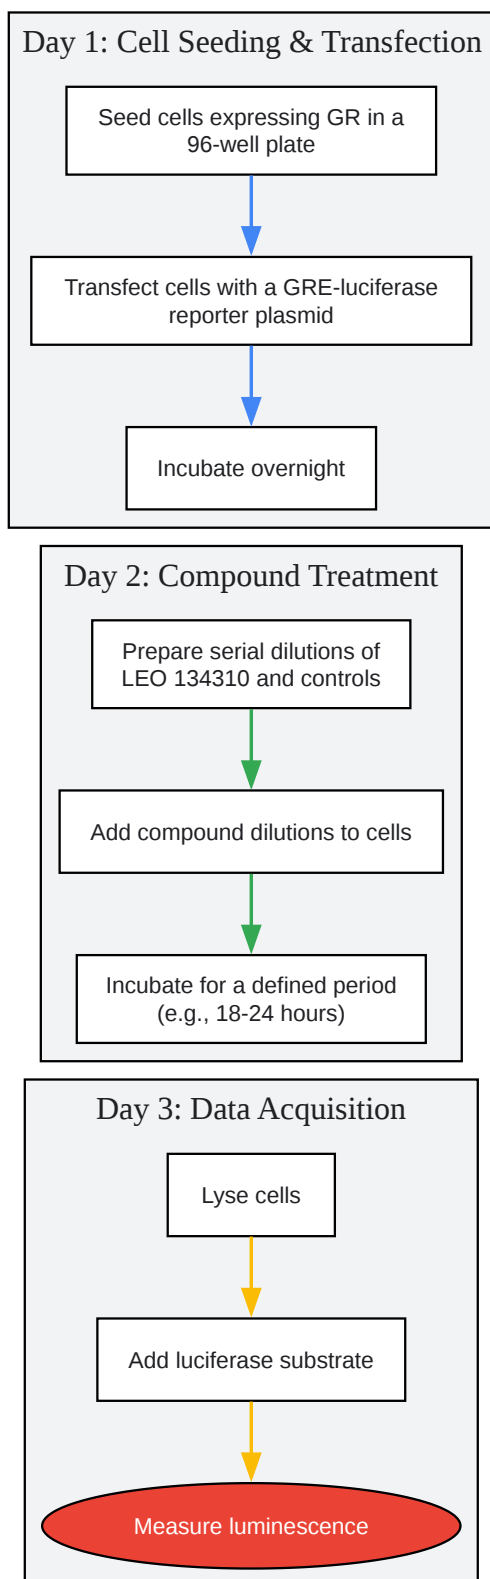 Day 1: Cell Seeding & Transfection
Seed cells expressing GR in a
96-well plate
Transfect cells with a GRE-luciferase
reporter plasmid
Incubate overnight
Day 2: Compound Treatment
Prepare serial dilutions of
LEO 134310 and controls
Add compound dilutions to cells
Incubate for a defined period
(e.g., 18-24 hours)
Day 3: Data Acquisition
Lyse cells
Add luciferase substrate
Measure luminescence